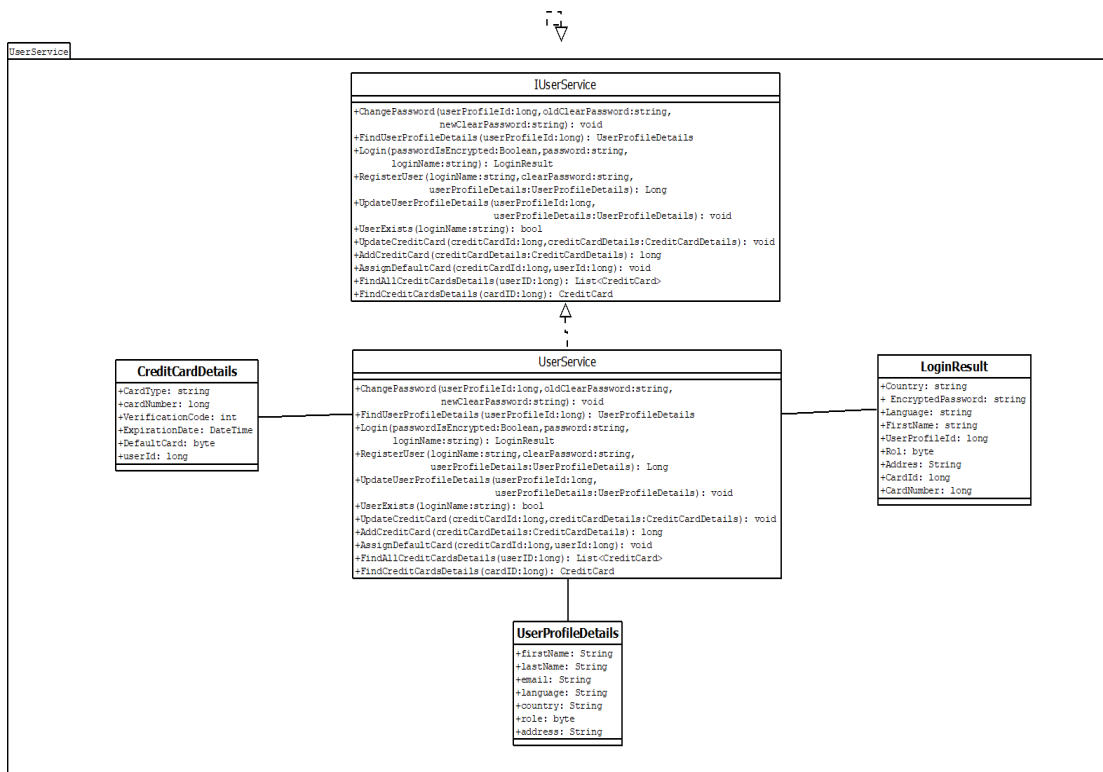 UserService
IUserService
+ChangePassword(userProfileId:long,oldClearPassword:string,
newClearPassword:string): void
+FindUserProfileDetails(userProfileId:long): UserProfileDetails
+Login(passwordIsEncrypted:Boolean,password:string,
loginName:string): LoginResult
+RegisterUser(loginName:string,clearPassword:string,
userProfileDetails:UserProfileDetails): Long
+UpdateUserProfileDetails(userProfileId:long,
userProfileDetails:UserProfileDetails): void
+UserExists(loginName:string): bool
+UpdateCreditCard(creditCardId:long,creditCardDetails:CreditCardDetails): void
+AddCreditCard(creditCardDetails:CreditCardDetails): long
+AssignDefaultCard(creditCardId:long,userId:long): void
+FindAllCreditCardsDetails(userID:long): List<CreditCard>
+FindCreditCardsDetails(cardID:long): CreditCard
CreditCardDetails
+CardType: string
+cardNumber: long
+VerificationCode: int
+ExpirationDate: DateTime
+DefaultCard: byte
+userId: long
UserService
+ChangePassword(userProfileId:long,oldClearPassword:string,
newClearPassword:string): void
+FindUserProfileDetails(userProfileId:long): UserProfileDetails
+Login(passwordIsEncrypted:Boolean,password:string,
loginName:string): LoginResult
+RegisterUser(loginName:string,clearPassword:string,
userProfileDetails:UserProfileDetails): Long
+UpdateUserProfileDetails(userProfileId:long,
userProfileDetails:UserProfileDetails): void
+UserExists(loginName:string): bool
+UpdateCreditCard(creditCardId:long,creditCardDetails:CreditCardDetails): void
+AddCreditCard(creditCardDetails:CreditCardDetails): long
+AssignDefaultCard(creditCardId:long,userId:long): void
+FindAllCreditCardsDetails(userID:long): List<CreditCard>
+FindCreditCardsDetails(cardID:long): CreditCard
LoginResult
+Country: string
+ EncryptedPassword: string
+Language: string
+FirstName: string
+UserProfileId: long
+Rol: byte
+Addres: String
+CardId: long
+CardNumber: long
UserProfileDetails
+firstName: String
+lastName: String
+email: String
+language: String
+country: String
+role: byte
+address: String